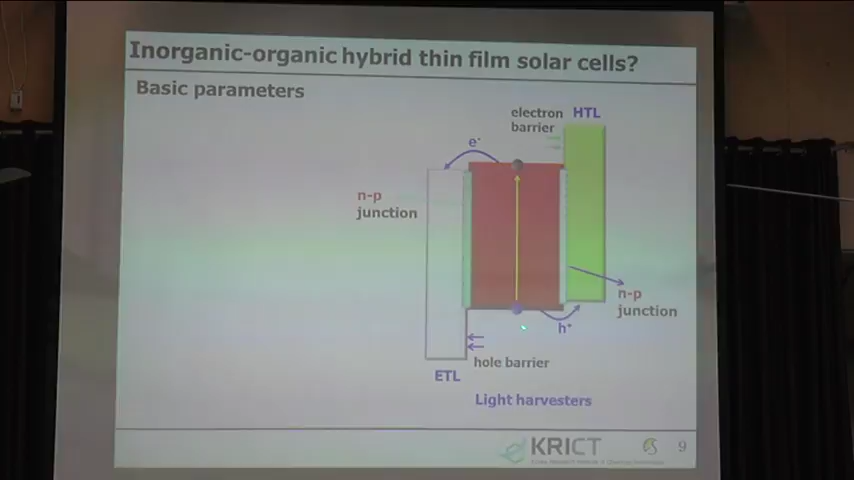 Inorganic-organic hybrid thin film solar cells?
Basic parameters
electron HTL
barrier
e-
n-p
junction
n-p
junction
h+
hole barrier
ETL
Light harvesters
KRICT
9